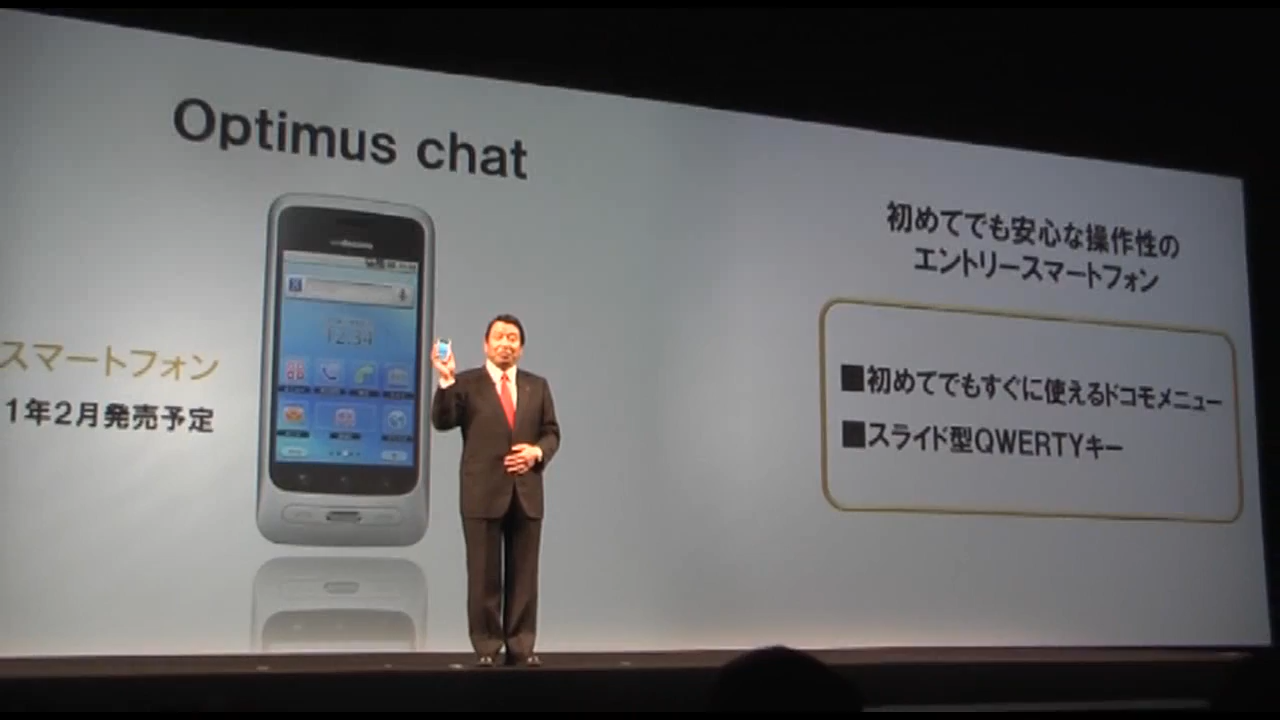 Optimus chat
docomo
12:34
スマートフォン
1年2月発売予定
初めてでも安心な操作性の
エントリースマートフォン
■初めてでもすぐに使えるドコモメニュー
■スライド型QWERTYキー